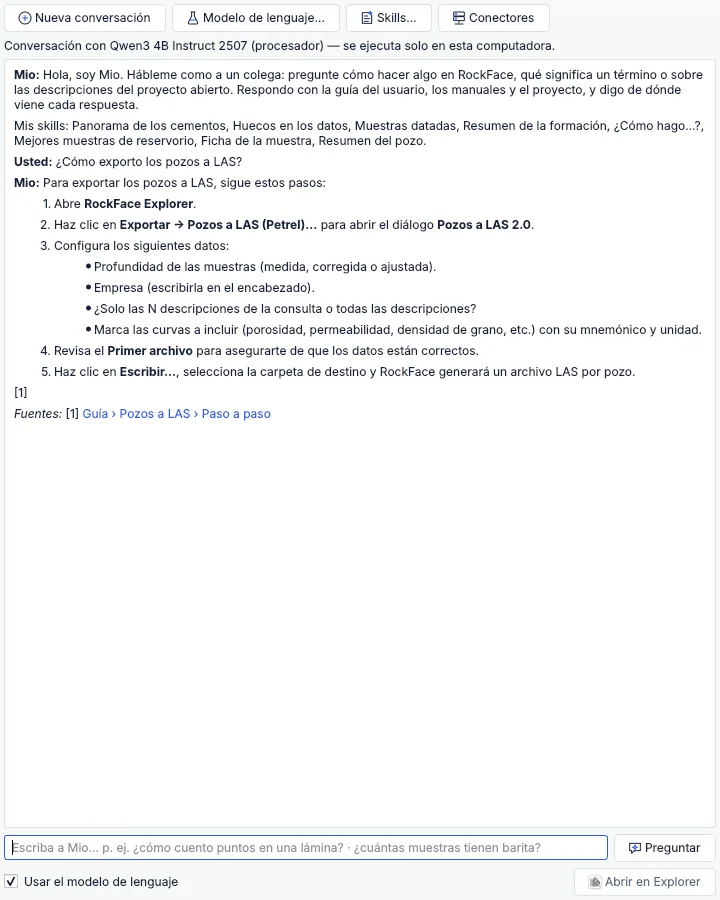 Nueva conversación
Modelo de lenguaje...
Skills...
Conectores
Conversación con Qwen3 4B Instruct 2507 (procesador) — se ejecuta solo en esta computadora.
Mio: Hola, soy Mio. Hábleme como a un colega: pregunte cómo hacer algo en RockFace, qué significa un término o sobre
las descripciones del proyecto abierto. Respondo con la guía del usuario, los manuales y el proyecto, y digo de dónde
viene cada respuesta.
Mis skills: Panorama de los cementos, Huecos en los datos, Muestras datadas, Resumen de la formación, ¿Cómo hago...?,
Mejores muestras de reservorio, Ficha de la muestra, Resumen del pozo.
Usted: ¿Cómo exporto los pozos a LAS?
Mio: Para exportar los pozos a LAS, sigue estos pasos:
1. Abre RockFace Explorer.
2. Haz clic en Exportar → Pozos a LAS (Petrel)... para abrir el diálogo Pozos a LAS 2.0.
3. Configura los siguientes datos:
• Profundidad de las muestras (medida, corregida o ajustada).
• Empresa (escribirla en el encabezado).
• ¿Solo las N descripciones de la consulta o todas las descripciones?
• Marca las curvas a incluir (porosidad, permeabilidad, densidad de grano, etc.) con su mnemónico y unidad.
4. Revisa el Primer archivo para asegurarte de que los datos están correctos.
5. Haz clic en Escribir..., selecciona la carpeta de destino y RockFace generará un archivo LAS por pozo.
[1]
Fuentes: [1] Guía › Pozos a LAS › Paso a paso
Escriba a Mio... p. ej. ¿cómo cuento puntos en una lámina? · ¿cuántas muestras tienen barita?
Preguntar
Usar el modelo de lenguaje
Abrir en Explorer